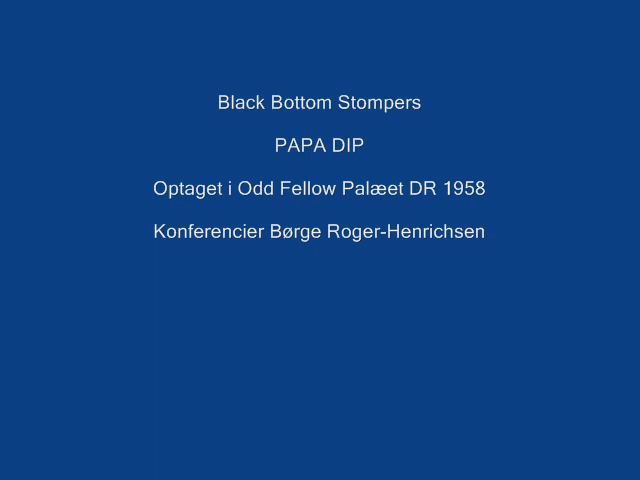 Black Bottom Stompers
PAPA DIP
Optaget i Odd Fellow Palæet DR 1958
Konferencier Børge Roger-Henrichsen